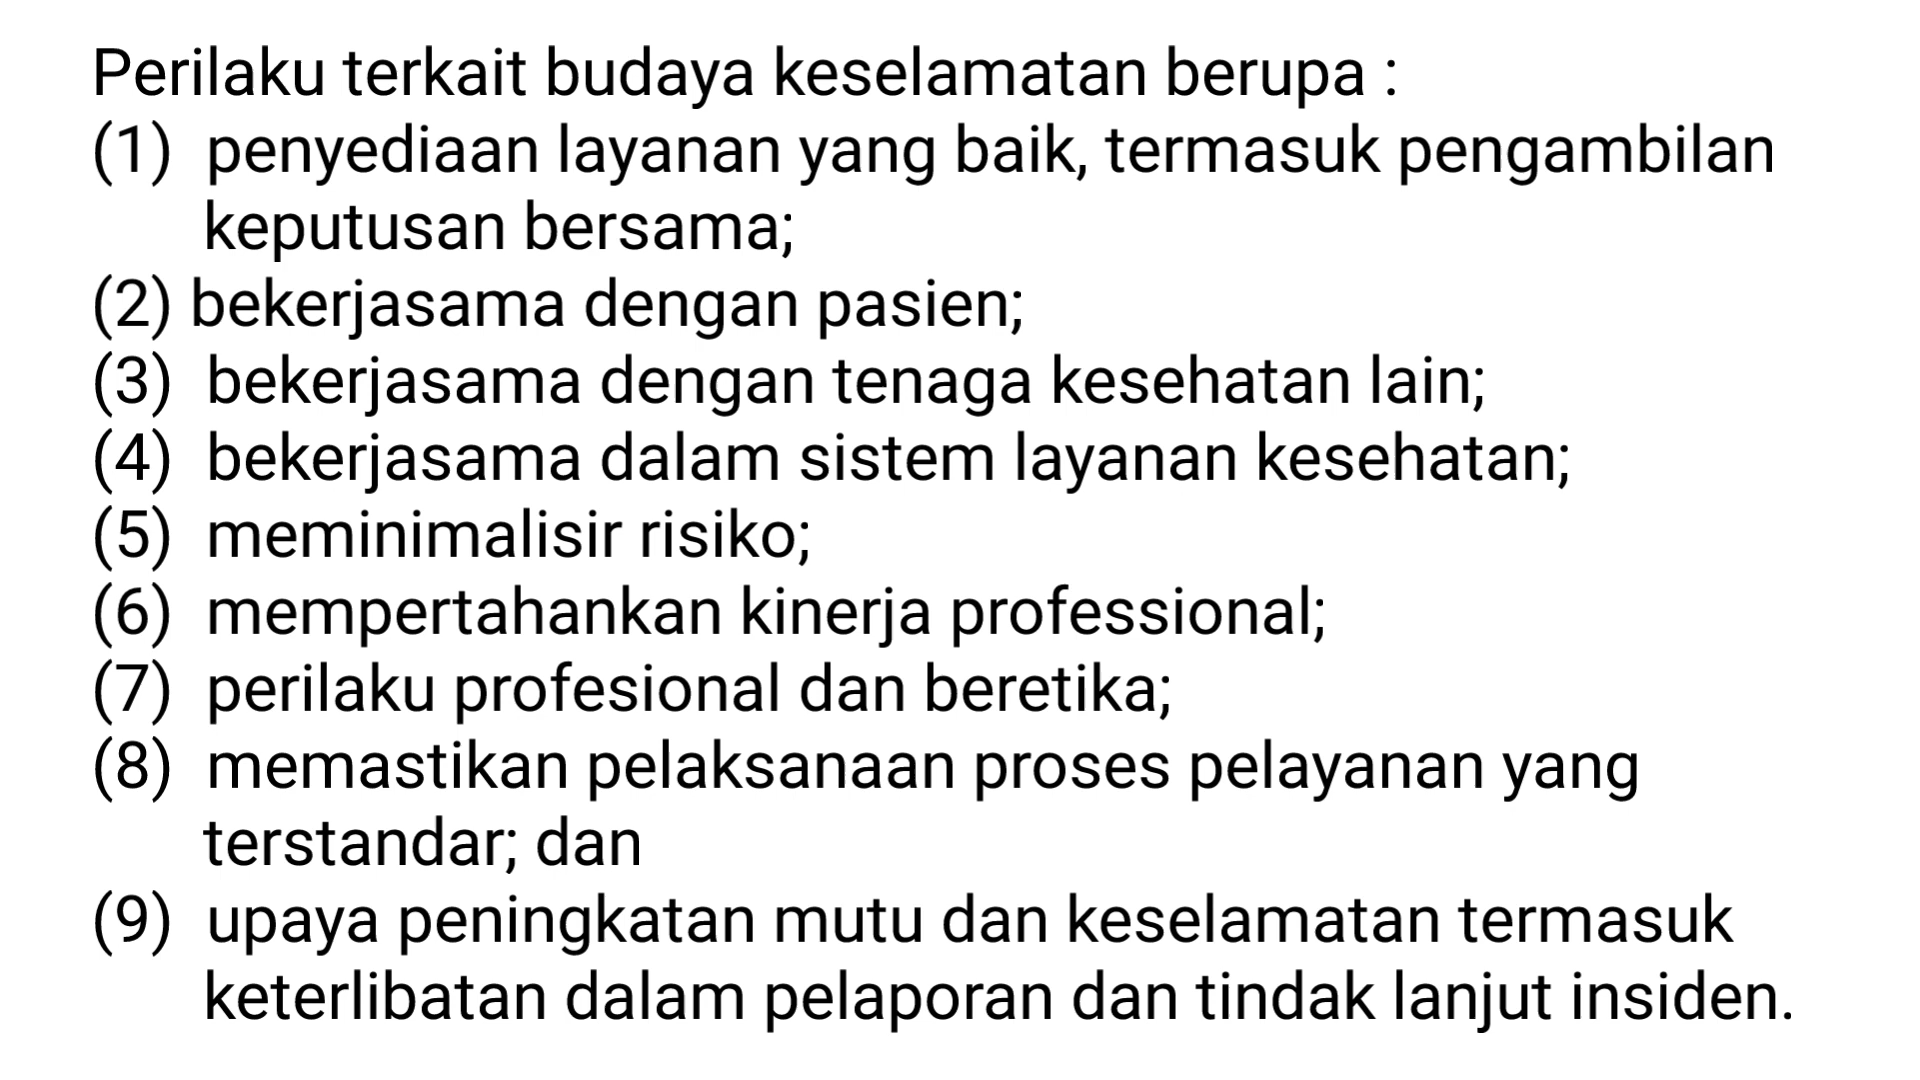 Perilaku terkait budaya keselamatan berupa :
(1) penyediaan layanan yang baik, termasuk pengambilan
keputusan bersama;
(2) bekerjasama dengan pasien;
(3) bekerjasama dengan tenaga kesehatan lain;
(4) bekerjasama dalam sistem layanan kesehatan;
(5) meminimalisir risiko;
(6) mempertahankan kinerja professional;
(7) perilaku profesional dan beretika;
(8) memastikan pelaksanaan proses pelayanan yang
terstandar; dan
(9) upaya peningkatan mutu dan keselamatan termasuk
keterlibatan dalam pelaporan dan tindak lanjut insiden.